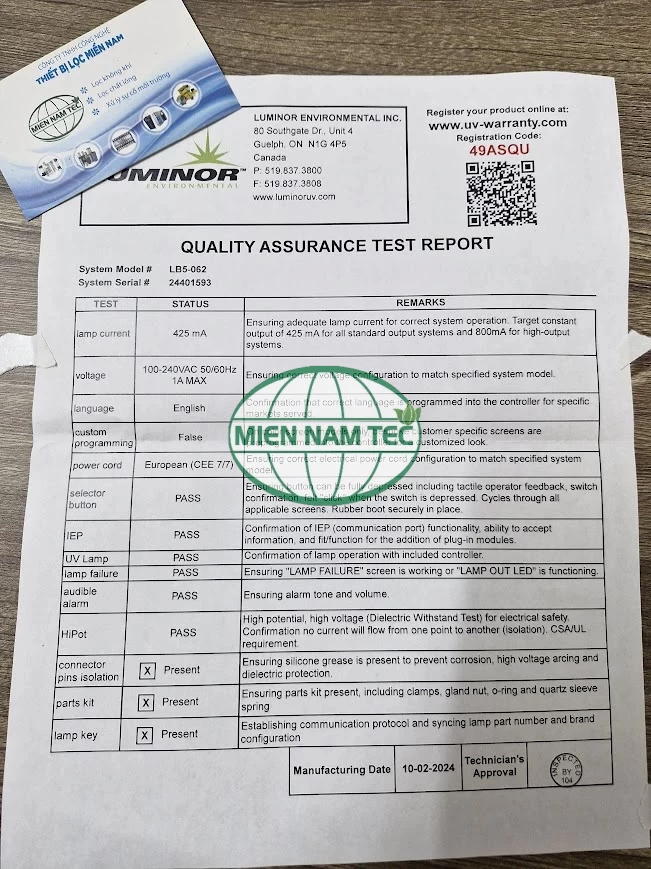 CÔNG TY TNHH CÔNG NGHỆ
THIẾT BỊ LỌC MIỀN NAM
Lọc không khí
Lọc chất lỏng
Xử lý sự cố môi trường
MIEN NAM TEC
LUMINOR™
ENVIRONMENTAL
LUMINOR ENVIRONMENTAL INC.
80 Southgate Dr., Unit 4
Guelph, ON N1G 4P5
Canada
P: 519.837.3800
F: 519.837.3808
www.luminoruv.com
Register your product online at:
www.uv-warranty.com
Registration Code:
49ASQU
QUALITY ASSURANCE TEST REPORT
System Model # LB5-062
System Serial # 24401593
TEST STATUS REMARKS
lamp current 425 mA Ensuring adequate lamp current for correct system operation. Target constant
output of 425 mA for all standard output systems and 800mA for high-output
systems.
voltage 100-240VAC 50/60Hz
1A MAX
Ensuring correct voltage configuration to match specified system model.
language English Confirmation that correct language is programmed into the controller for specific
markets served.
custom
programming
False
customer specific screens are
customized look.
power cord European (CEE 7/7) Ensuring correct electrical power cord configuration to match specified system
model.
selector
button
PASS
Ensuring button can be fully depressed including tactile operator feedback, switch
confirmation, felt "click" when the switch is depressed. Cycles through all
applicable screens. Rubber boot securely in place.
IEP PASS Confirmation of IEP (communication port) functionality, ability to accept
information, and fit/function for the addition of plug-in modules.
UV Lamp PASS Confirmation of lamp operation with included controller.
lamp failure PASS Ensuring "LAMP FAILURE" screen is working or "LAMP OUT LED" is functioning.
audible
alarm
PASS Ensuring alarm tone and volume.
HiPot PASS High potential, high voltage (Dielectric Withstand Test) for electrical safety.
Confirmation no current will flow from one point to another (isolation). CSA/UL
requirement.
connector
pins isolation
X Present Ensuring silicone grease is present to prevent corrosion, high voltage arcing and
dielectric protection.
parts kit X Present Ensuring parts kit present, including clamps, gland nut, o-ring and quartz sleeve
spring
lamp key X Present Establishing communication protocol and syncing lamp part number and brand
configuration
Manufacturing Date 10-02-2024 Technician's
Approval
INSPECTED
BY
104
MIEN NAM TEC